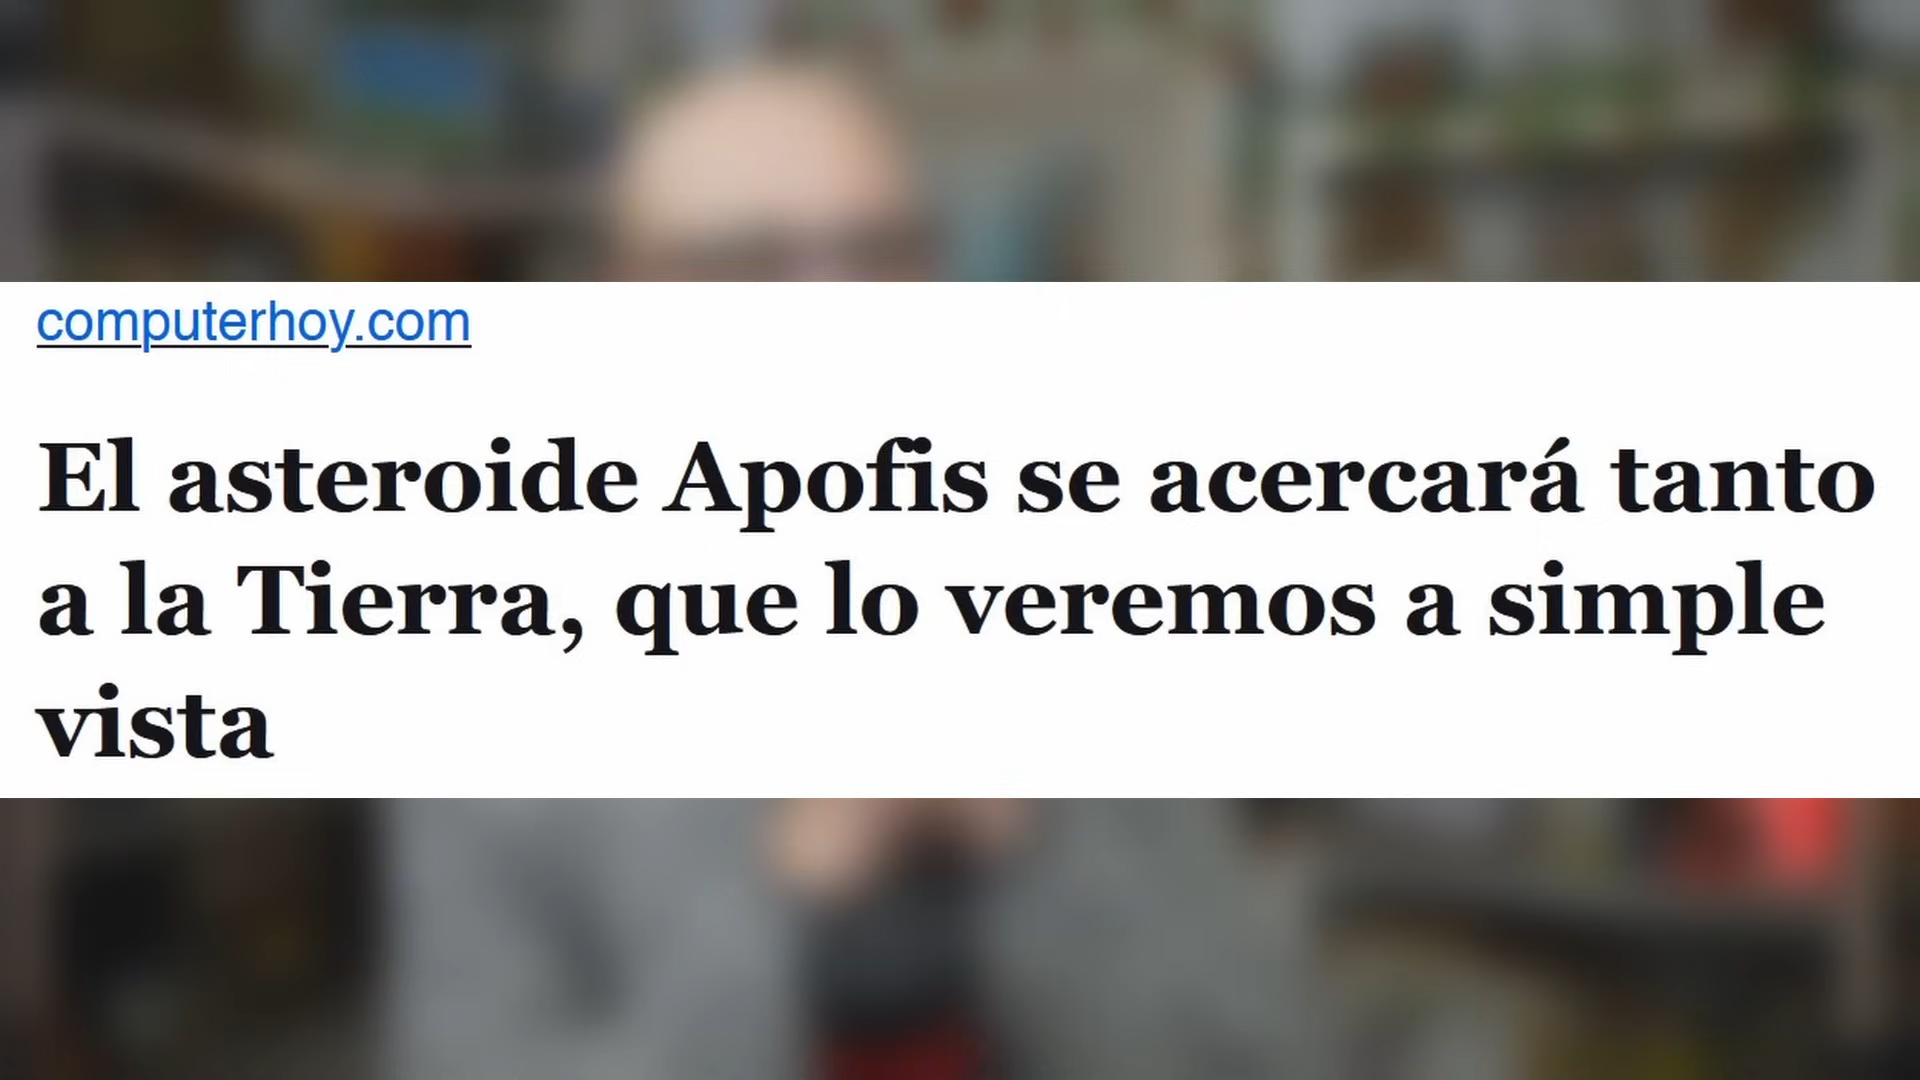 computerhoy.com
El asteroide Apofis se acercará tanto
a la Tierra, que lo veremos a simple
vista